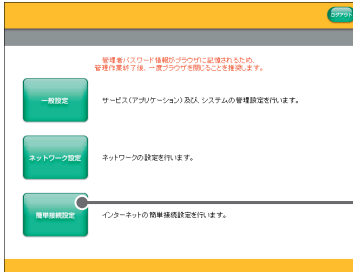 ログアウト
管理者パスワード情報がブラウザに記憶されるため、
管理作業終了後、一度ブラウザを閉じることを推奨します。
一般設定
サービス(アプリケーション)及び、システムの管理設定を行います。
ネットワーク設定
ネットワークの設定を行います。
簡単接続設定
インターネットの簡単接続設定を行います。